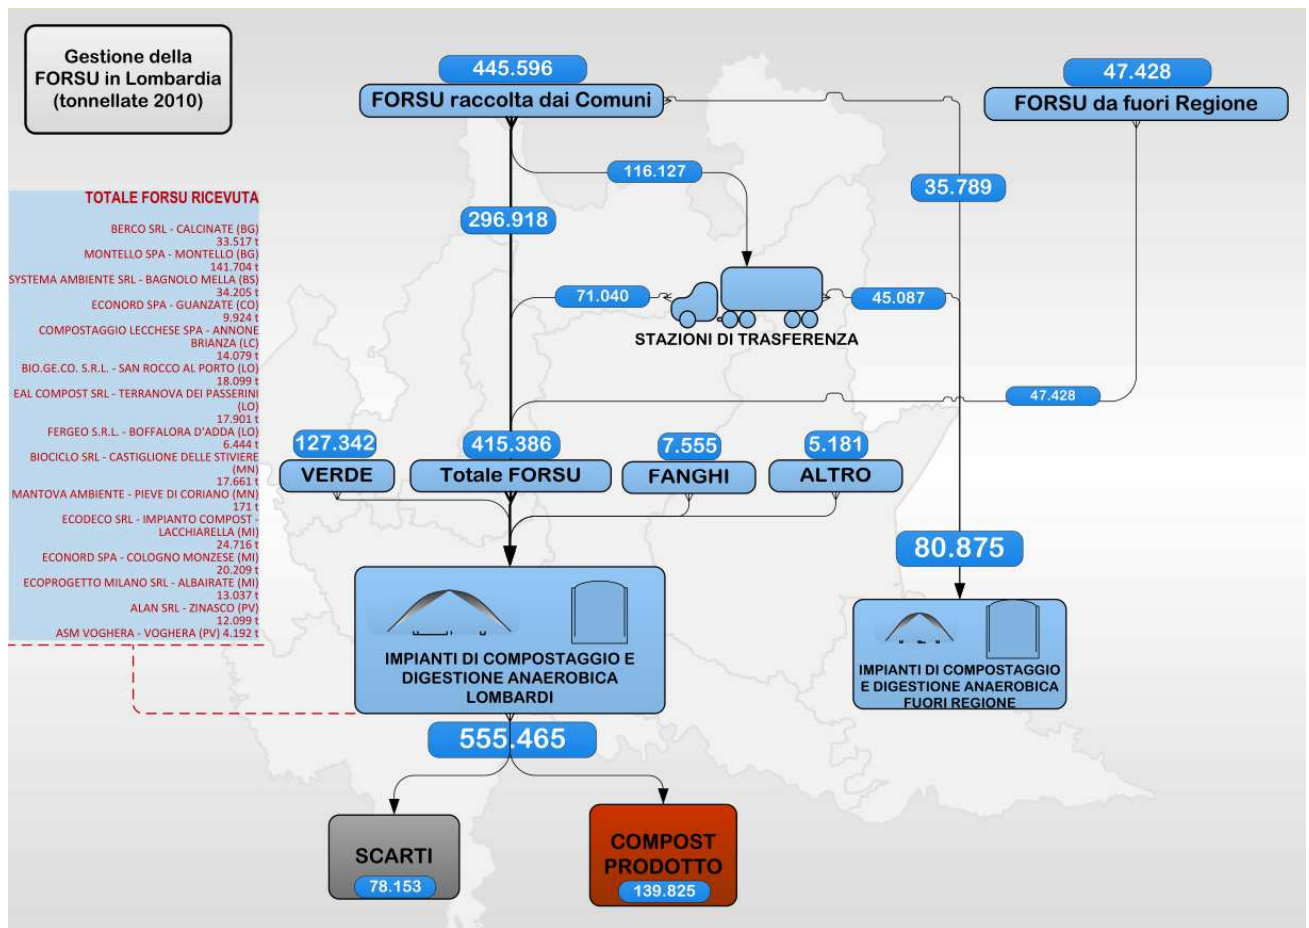 Gestione della
FORSU in Lombardia
(tonnellate 2010)
445.596
FORSU raccolta dai Comuni
47.428
FORSU da fuori Regione
116.127
35.789
296.918
TOTALE FORSU RICEVUTA
BERCO SRL - CALCINATE (BG)
33.517 t
MONTELLO SPA - MONTELLO (BG)
141.704 t
SYSTEMA AMBIENTE SRL - BAGNOLO MELLA (BS)
34.205 t
ECONORD SPA - GUANZATE (CO)
9.924 t
COMPOSTAGGIO LECCHESE SPA - ANNONE
BRIANZA (LC)
14.079 t
BIO.GE.CO. S.R.L. - SAN ROCCO AL PORTO (LO)
18.099 t
EAL COMPOST SRL - TERRANOVA DEI PASSERINI
(LO)
17.901 t
FERGEO S.R.L. - BOFFALORA D'ADDA (LO)
6.444 t
BIOCICLO SRL - CASTIGLIONE DELLE STIVIERE
(MN)
17.661 t
MANTOVA AMBIENTE - PIEVE DI CORIANO (MN)
171 t
ECODECO SRL - IMPIANTO COMPOST -
LACCHIARELLA (MI)
24.716 t
ECONORD SPA - COLOGNO MONZESE (MI)
20.209 t
ECOPROGETTO MILANO SRL - ALBAIRATE (MI)
13.037 t
ALAN SRL - ZINASCO (PV)
12.099 t
ASM VOGHERA - VOGHERA (PV) 4.192 t
71.040
45.087
STAZIONI DI TRASFERENZA
47.428
127.342
VERDE
415.386
Totale FORSU
7.555
FANGHI
5.181
ALTRO
80.875
IMPIANTI DI COMPOSTAGGIO E
DIGESTIONE ANAEROBICA
LOMBARDI
IMPIANTI DI COMPOSTAGGIO
E DIGESTIONE ANAEROBICA
FUORI REGIONE
555.465
SCARTI
78.153
COMPOST
PRODOTTO
139.825